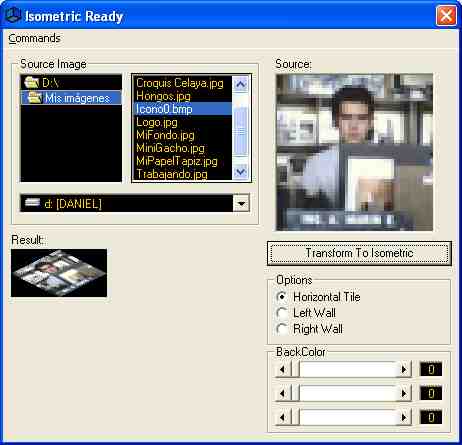 Isometric Ready
Commands
Source Image
D:\
Mis imágenes
Croquis Celaya.jpg
Hongos.jpg
Icono0.bmp
Logo.jpg
MiFondo.jpg
MiniGacho.jpg
MiPapelTapiz.jpg
Trabajando.jpg
d: [DANIEL]
Source:
Transform To Isometric
Result:
Options
Horizontal Tile
Left Wall
Right Wall
BackColor
0
0
0